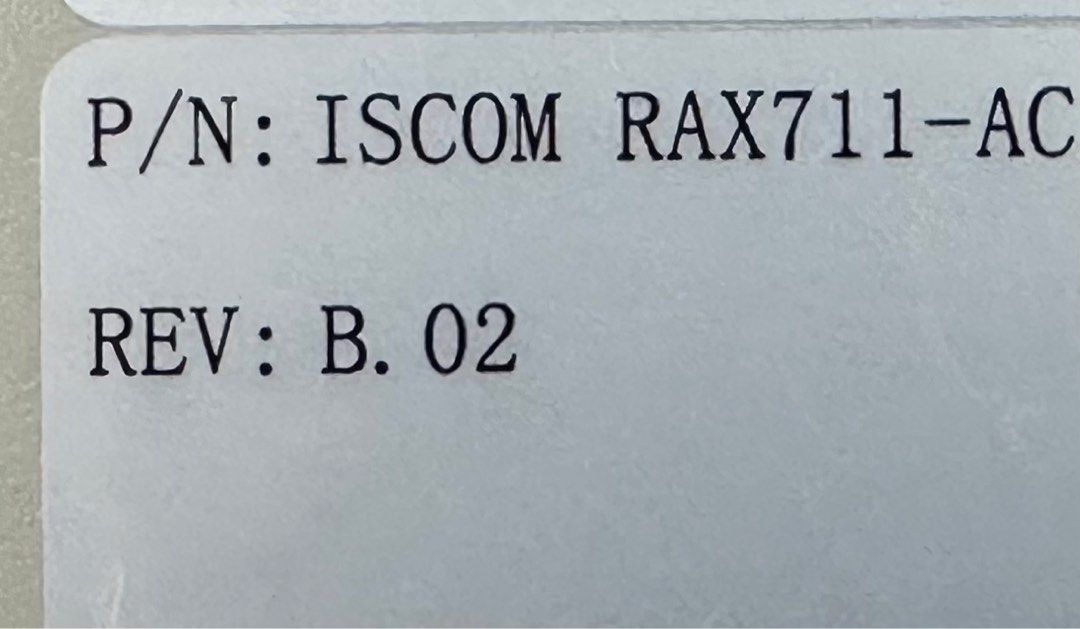 P/N: ISCOM RAX711-AC
REV: B.02